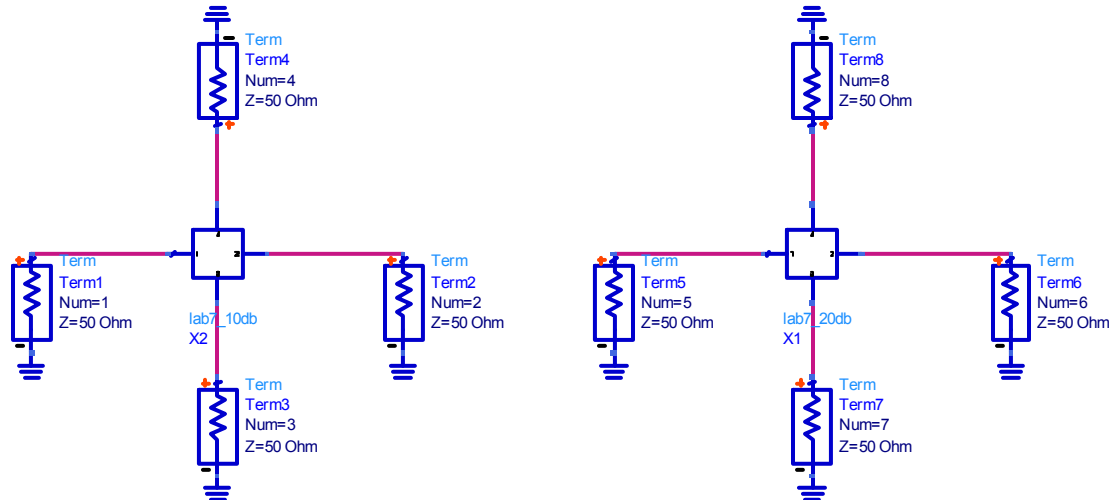 Term
Term4
Num=4
Z=50 Ohm
Term
Term8
Num=8
Z=50 Ohm
Term
Term1
Num=1
Z=50 Ohm
lab7_10db
X2
Term
Term2
Num=2
Z=50 Ohm
Term
Term5
Num=5
Z=50 Ohm
lab7_20db
X1
Term
Term6
Num=6
Z=50 Ohm
Term
Term3
Num=3
Z=50 Ohm
Term
Term7
Num=7
Z=50 Ohm